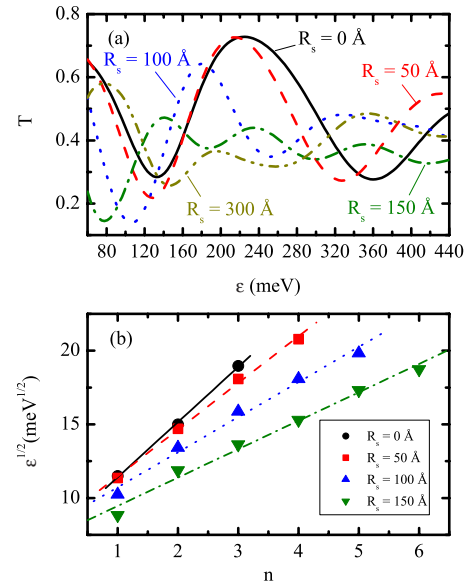 (a)
R_s = 0 Å
R_s = 100 Å
R_s = 50 Å
0.8
0.6
0.4
0.2
T
R_s = 300 Å
R_s = 150 Å
80 120 160 200 240 280 320 360 400 440
ε (meV)
(b)
20
15
10
ε^1/2(meV^1/2)
R_s = 0 Å
R_s = 50 Å
R_s = 100 Å
R_s = 150 Å
1 2 3 4 5 6
n